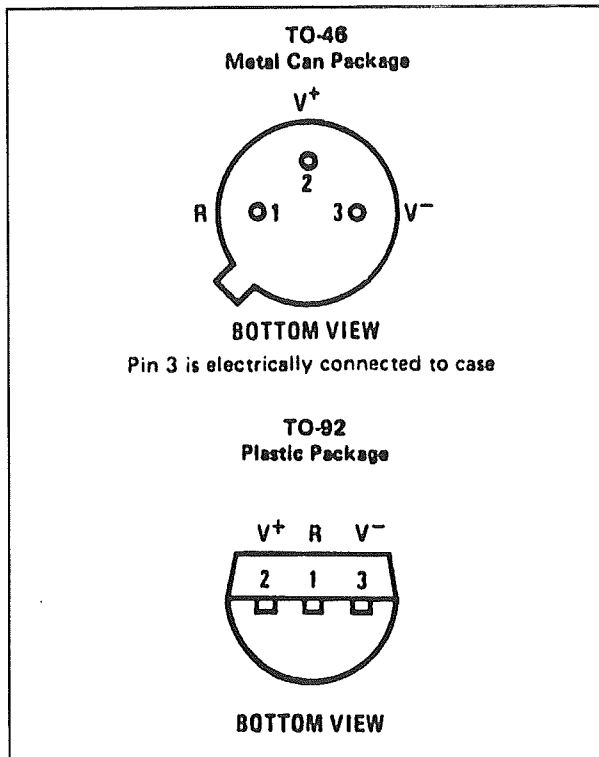 TO-46
Metal Can Package
V+
2
R 1 3 V−
BOTTOM VIEW
Pin 3 is electrically connected to case
TO-92
Plastic Package
V+ R V−
2 1 3
BOTTOM VIEW